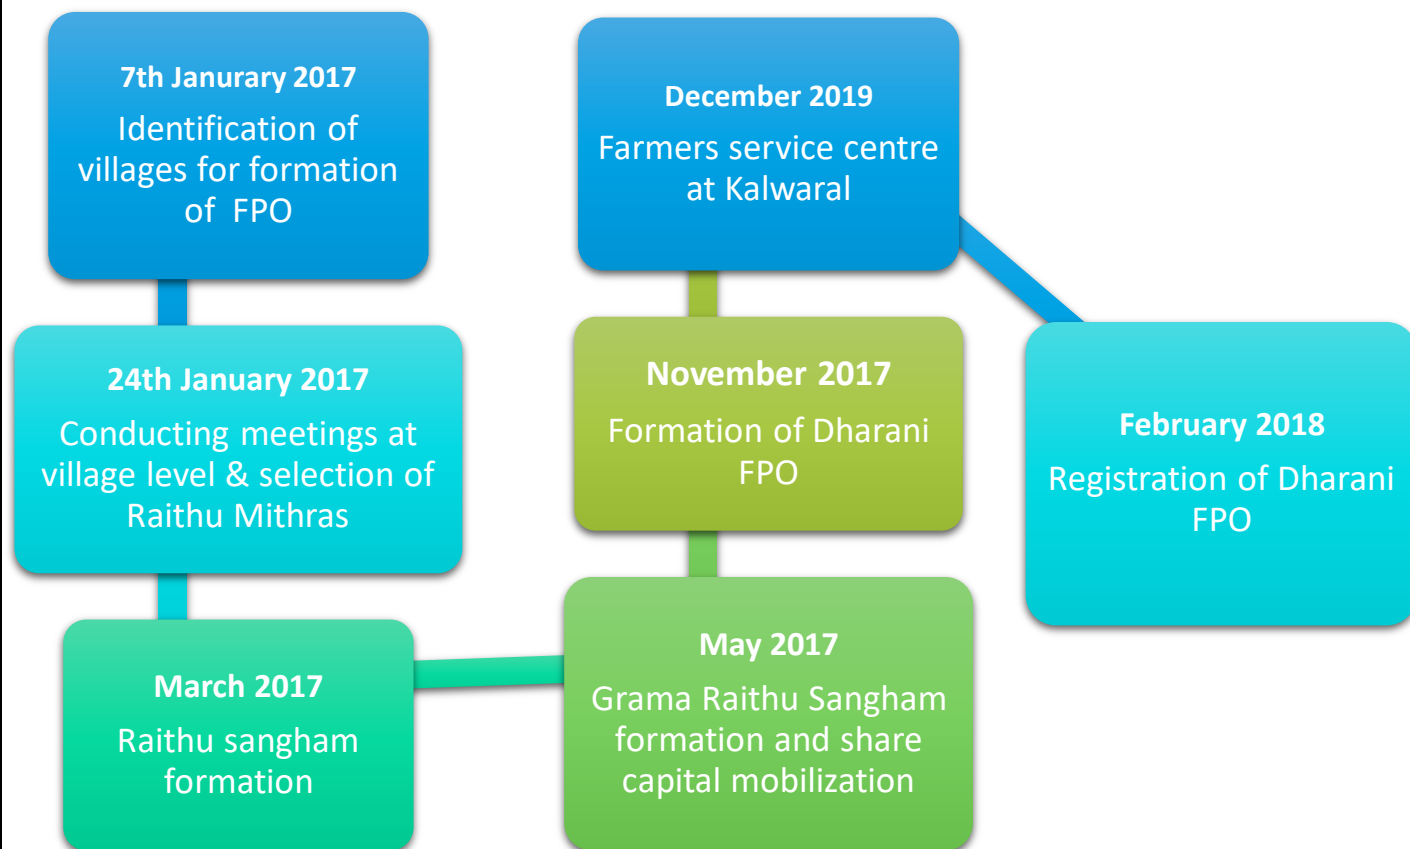 7th Janurary 2017
Identification of
villages for formation
of FPO
24th January 2017
Conducting meetings at
village level & selection of
Raithu Mithras
March 2017
Raithu sangham
formation
May 2017
Grama Raithu Sangham
formation and share
capital mobilization
November 2017
Formation of Dharani
FPO
December 2019
Farmers service centre
at Kalwaral
February 2018
Registration of Dharani
FPO